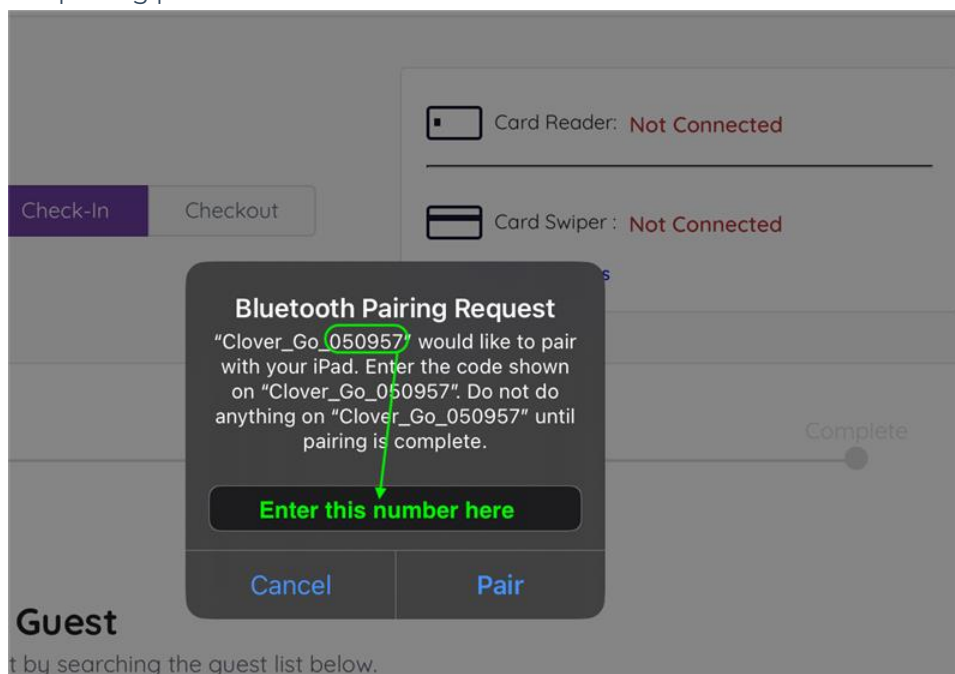 Card Reader: Not Connected
Check-In
Checkout
Card Swiper : Not Connected
s
Bluetooth Pairing Request
“Clover_Go_050957” would like to pair
with your iPad. Enter the code shown
on “Clover_Go_050957”. Do not do
anything on “Clover_Go_050957” until
pairing is complete.
Complete
Enter this number here
Cancel
Pair
Guest
t by searching the guest list below.